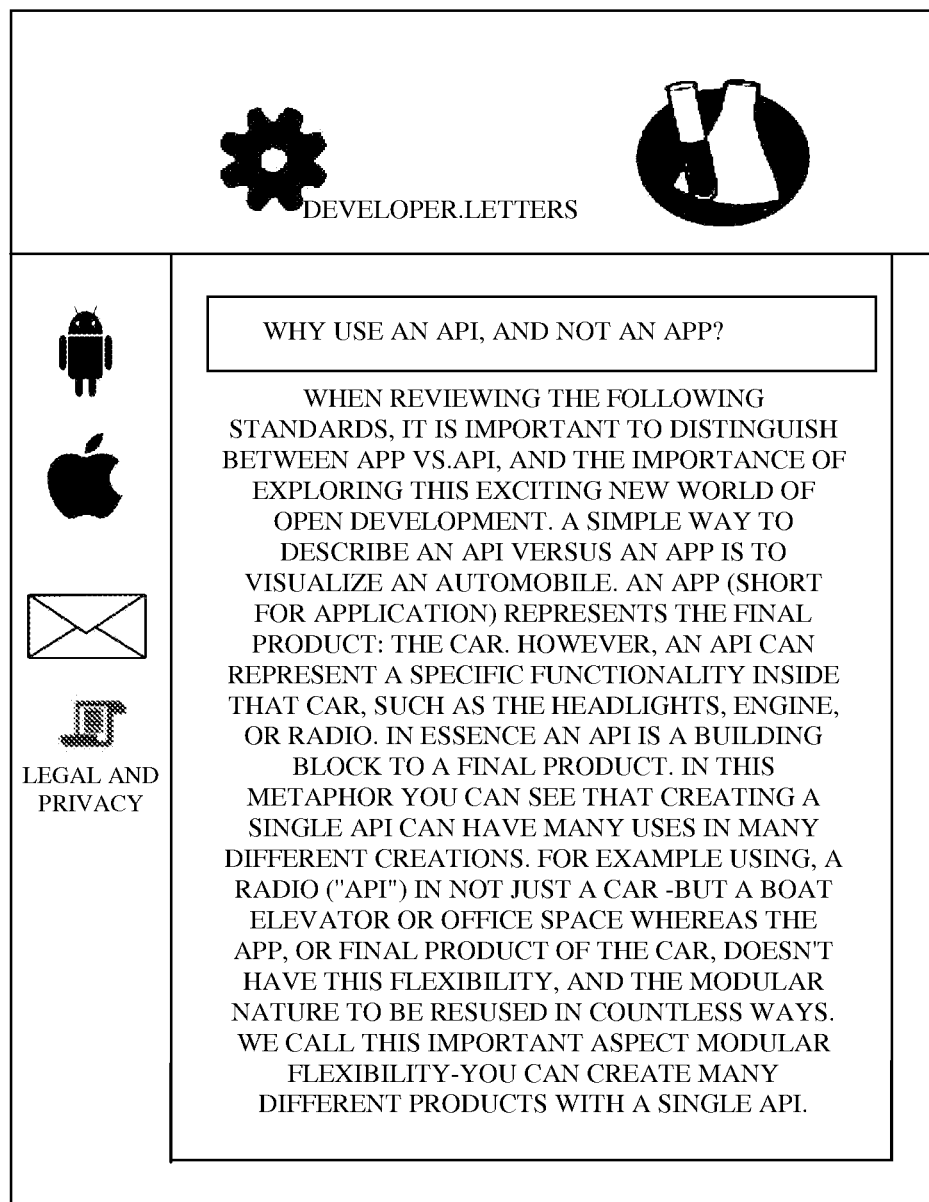 DEVELOPER.LETTERS
WHY USE AN API, AND NOT AN APP?
WHEN REVIEWING THE FOLLOWING
STANDARDS, IT IS IMPORTANT TO DISTINGUISH
BETWEEN APP VS.API, AND THE IMPORTANCE OF
EXPLORING THIS EXCITING NEW WORLD OF
OPEN DEVELOPMENT. A SIMPLE WAY TO
DESCRIBE AN API VERSUS AN APP IS TO
VISUALIZE AN AUTOMOBILE. AN APP (SHORT
FOR APPLICATION) REPRESENTS THE FINAL
PRODUCT: THE CAR. HOWEVER, AN API CAN
REPRESENT A SPECIFIC FUNCTIONALITY INSIDE
THAT CAR, SUCH AS THE HEADLIGHTS, ENGINE,
OR RADIO. IN ESSENCE AN API IS A BUILDING
BLOCK TO A FINAL PRODUCT. IN THIS
METAPHOR YOU CAN SEE THAT CREATING A
SINGLE API CAN HAVE MANY USES IN MANY
DIFFERENT CREATIONS. FOR EXAMPLE USING, A
RADIO ("API") IN NOT JUST A CAR -BUT A BOAT
ELEVATOR OR OFFICE SPACE WHEREAS THE
APP, OR FINAL PRODUCT OF THE CAR, DOESN'T
HAVE THIS FLEXIBILITY, AND THE MODULAR
NATURE TO BE RESUSED IN COUNTLESS WAYS.
WE CALL THIS IMPORTANT ASPECT MODULAR
FLEXIBILITY-YOU CAN CREATE MANY
DIFFERENT PRODUCTS WITH A SINGLE API.
LEGAL AND
PRIVACY